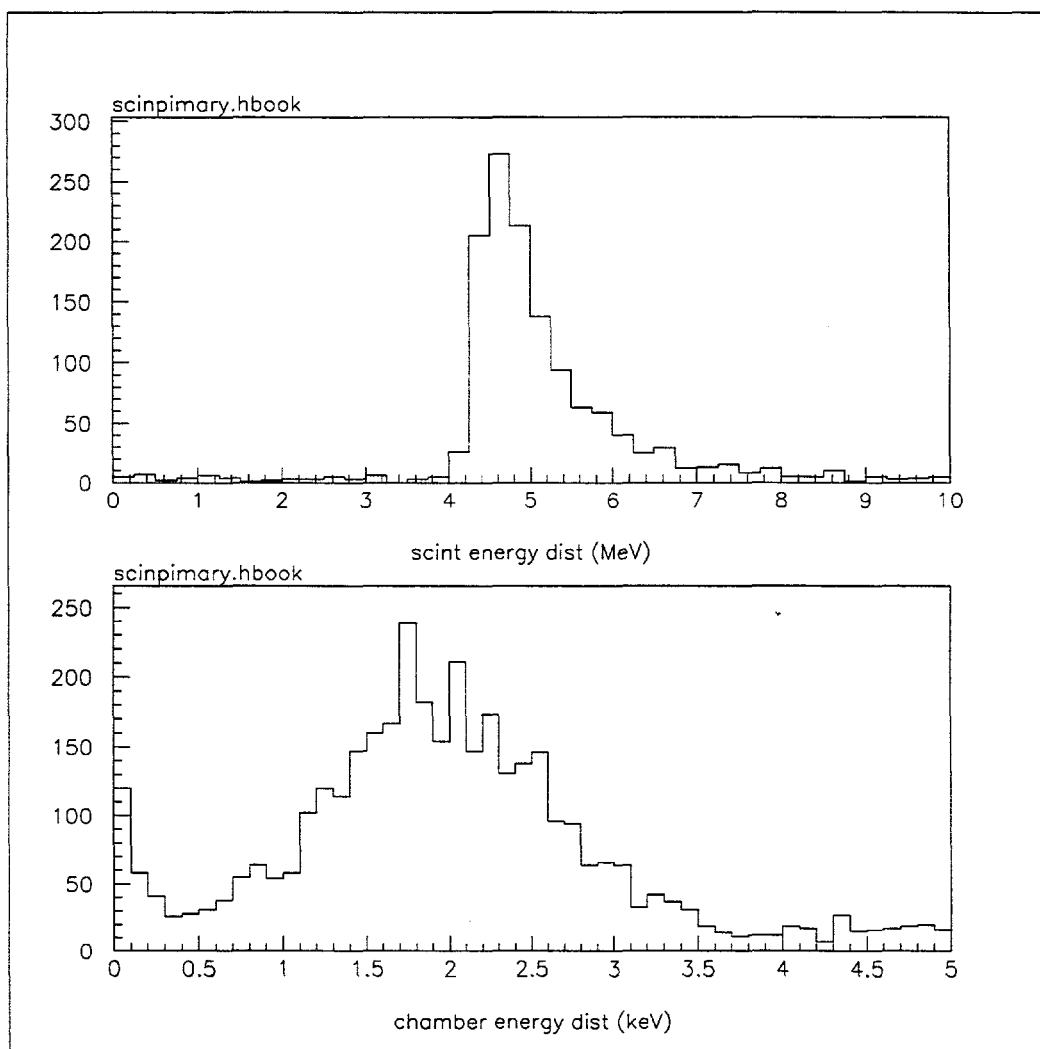 scinpimary.hbook
300
250
200
150
100
50
0
0 1 2 3 4 5 6 7 8 9 10
scint energy dist (MeV)
scinpimary.hbook
250
200
150
100
50
0
0 0.5 1 1.5 2 2.5 3 3.5 4 4.5 5
chamber energy dist (keV)